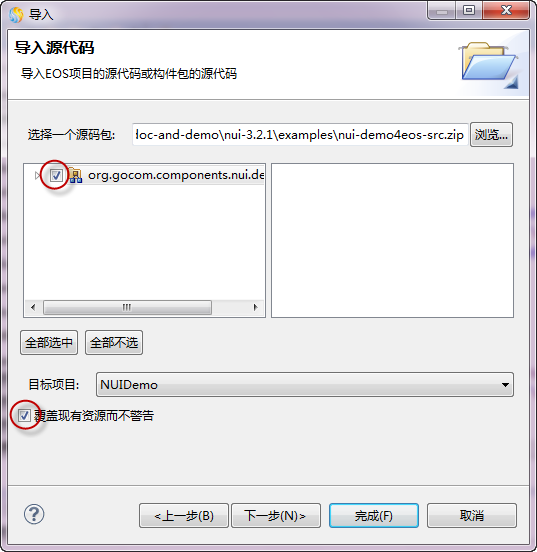 导入
导入源代码
导入EOS项目的源代码或构件包的源代码
选择一个源码包: loc-and-demo\nui-3.2.1\examples\nui-demo4eos-src.zip 浏览...
org.gocom.components.nui.de
全部选中 全部不选
目标项目: NUIDemo
覆盖现有资源而不警告
<上一步(B) 下一步(N)> 完成(F) 取消